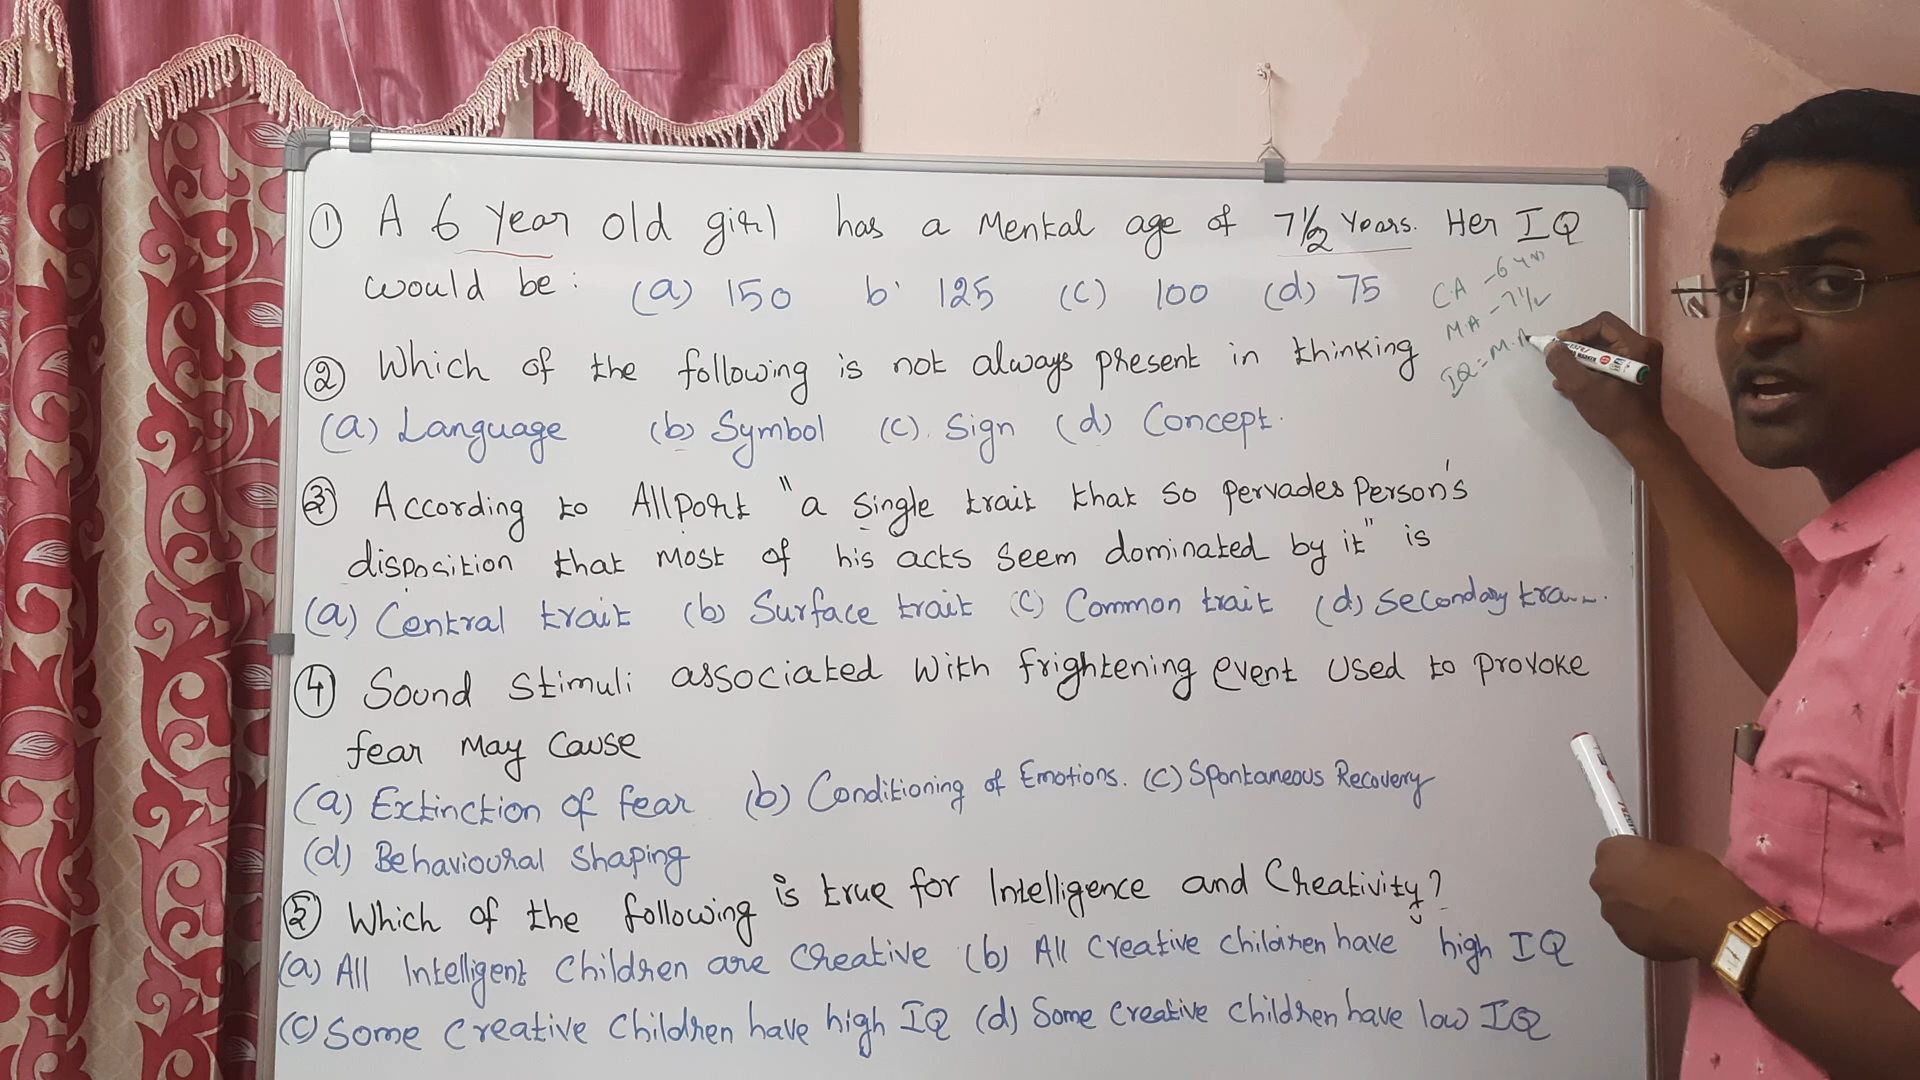 ① A 6 Year old girl has a Mental age of 7½ Years. Her IQ
would be: (a) 150 b. 125 (c) 100 (d) 75
C.A - 6 yrs
M.A - 7½
IQ = M.A
② Which of the following is not always present in thinking
(a) Language (b) Symbol (c). Sign (d) Concept.
③ According to Allport "a single trait that so pervades Person's
disposition that most of his acts seem dominated by it" is
(a) Central trait (b) Surface trait (c) Common trait (d) Secondary
④ Sound Stimuli associated with frightening event used to provoke
fear may cause
(a) Extinction of fear (b) Conditioning of Emotions. (c) Spontaneous Recovery
(d) Behavioural Shaping
⑤ Which of the following is true for Intelligence and Creativity?
(a) All Intelligent Children are Creative (b) All Creative children have high IQ
(c) Some Creative Children have high IQ (d) Some Creative children have low IQ